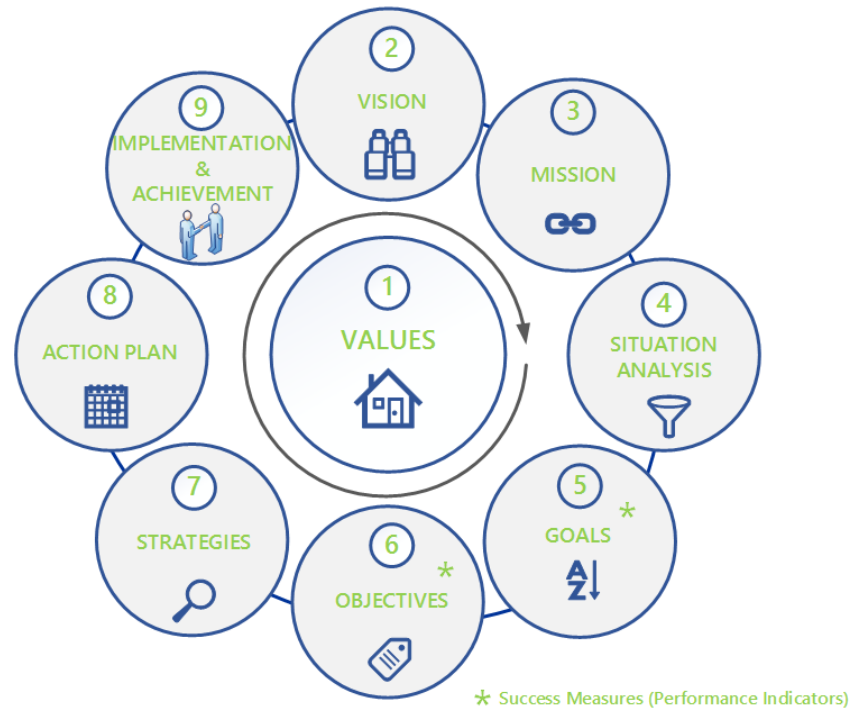 1
VALUES
2
VISION
3
MISSION
4
SITUATION
ANALYSIS
5
GOALS *
6
OBJECTIVES *
7
STRATEGIES
8
ACTION PLAN
9
IMPLEMENTATION
&
ACHIEVEMENT
A
Z
* Success Measures (Performance Indicators)